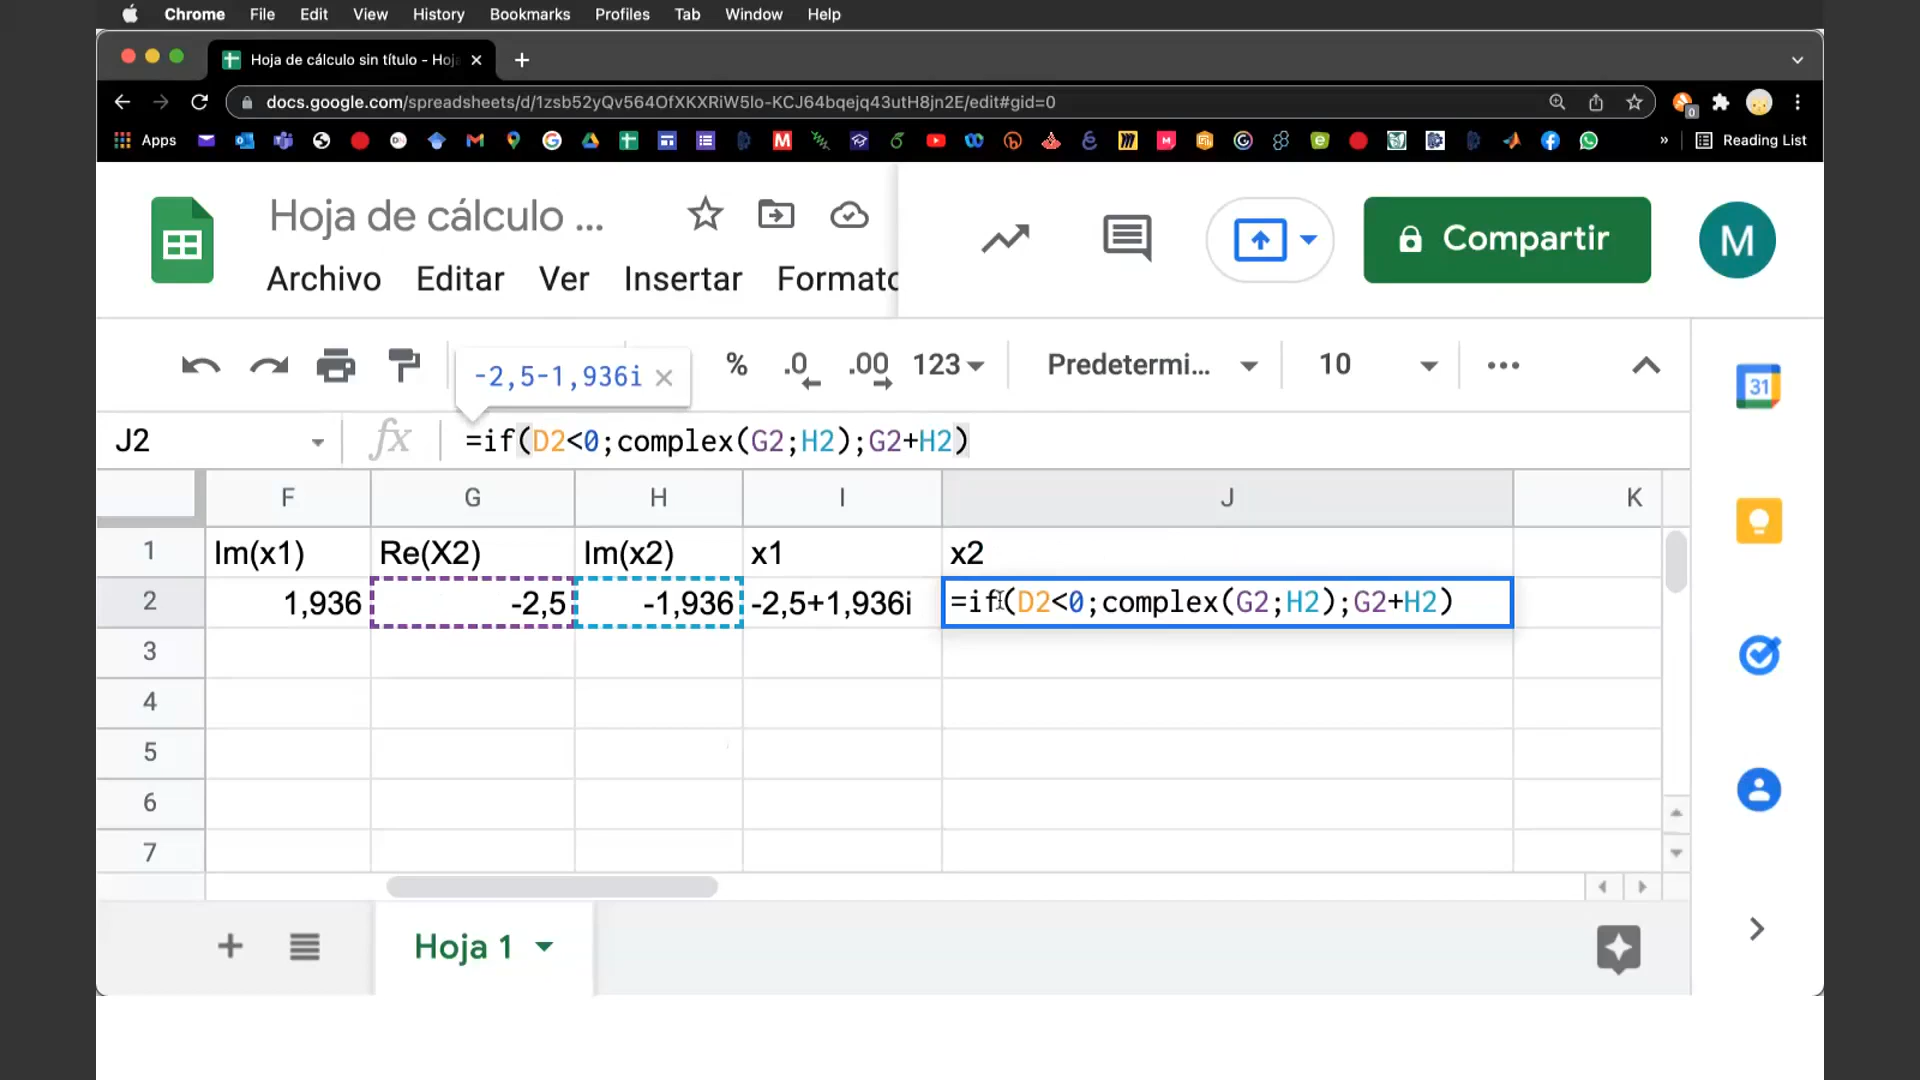 Chrome File Edit View History Bookmarks Profiles Tab Window Help
Hoja de cálculo sin título - Hoj
docs.google.com/spreadsheets/d/1zsb52yQv564OfXKXRiW5Io-KCJ64bqejq43utH8jn2E/edit#gid=0
0
Apps
Reading List
Hoja de cálculo ...
Compartir
M
Archivo Editar Ver Insertar Formato
-2,5-1,936i
% .0 .00 123 Predetermi... 10
31
J2
fx
=if(D2<0;complex(G2;H2);G2+H2)
F G H I J K
1 Im(x1) Re(X2) Im(x2) x1 x2
2 1,936 -2,5 -1,936 -2,5+1,936i =if(D2<0;complex(G2;H2);G2+H2)
3
4
5
6
7
Hoja 1